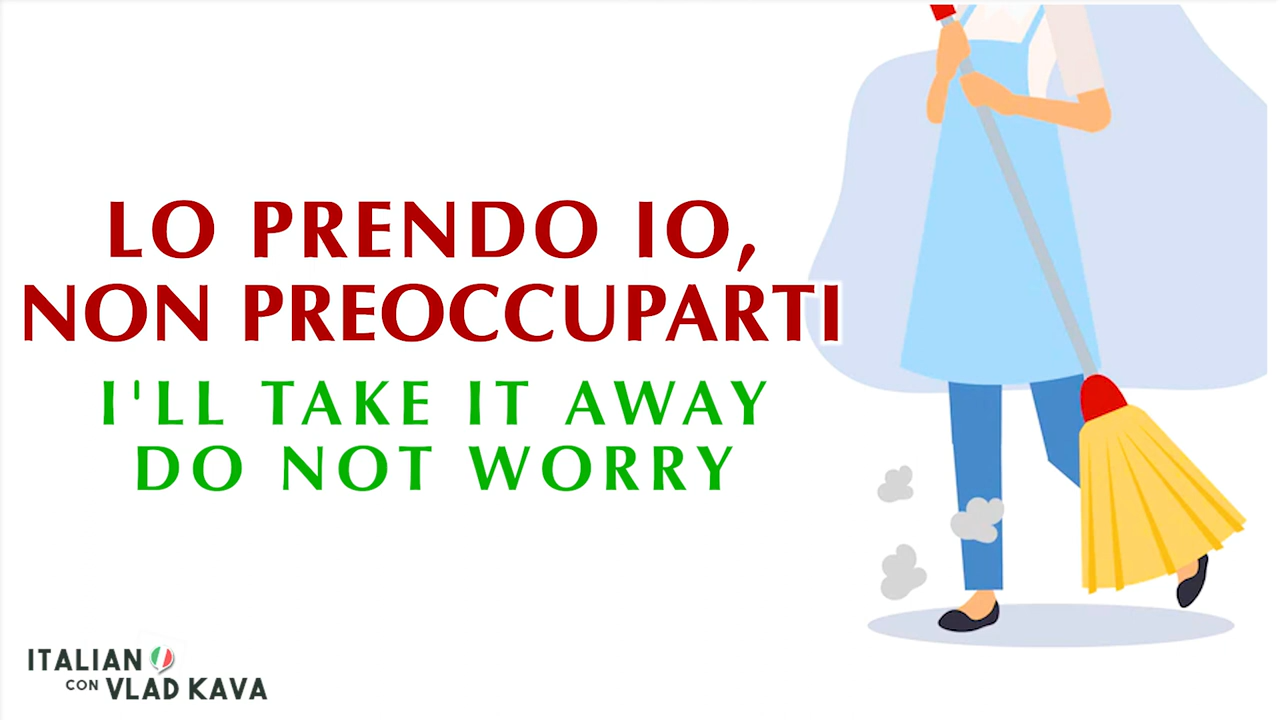 LO PRENDO IO,
NON PREOCCUPARTI
I'LL TAKE IT AWAY
DO NOT WORRY
ITALIAN
CON VLAD KAVA